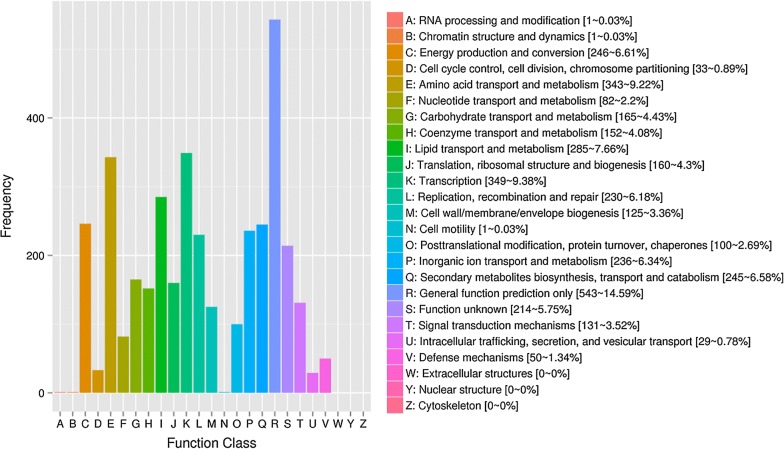 Frequency
400
200
0
A B C D E F G H I J K L M N O P Q R S T U V W Y Z
Function Class
A: RNA processing and modification [1~0.03%]
B: Chromatin structure and dynamics [1~0.03%]
C: Energy production and conversion [246~6.61%]
D: Cell cycle control, cell division, chromosome partitioning [33~0.89%]
E: Amino acid transport and metabolism [343~9.22%]
F: Nucleotide transport and metabolism [82~2.2%]
G: Carbohydrate transport and metabolism [165~4.43%]
H: Coenzyme transport and metabolism [152~4.08%]
I: Lipid transport and metabolism [285~7.66%]
J: Translation, ribosomal structure and biogenesis [160~4.3%]
K: Transcription [349~9.38%]
L: Replication, recombination and repair [230~6.18%]
M: Cell wall/membrane/envelope biogenesis [125~3.36%]
N: Cell motility [1~0.03%]
O: Posttranslational modification, protein turnover, chaperones [100~2.69%]
P: Inorganic ion transport and metabolism [236~6.34%]
Q: Secondary metabolites biosynthesis, transport and catabolism [245~6.58%]
R: General function prediction only [543~14.59%]
S: Function unknown [214~5.75%]
T: Signal transduction mechanisms [131~3.52%]
U: Intracellular trafficking, secretion, and vesicular transport [29~0.78%]
V: Defense mechanisms [50~1.34%]
W: Extracellular structures [0~0%]
Y: Nuclear structure [0~0%]
Z: Cytoskeleton [0~0%]